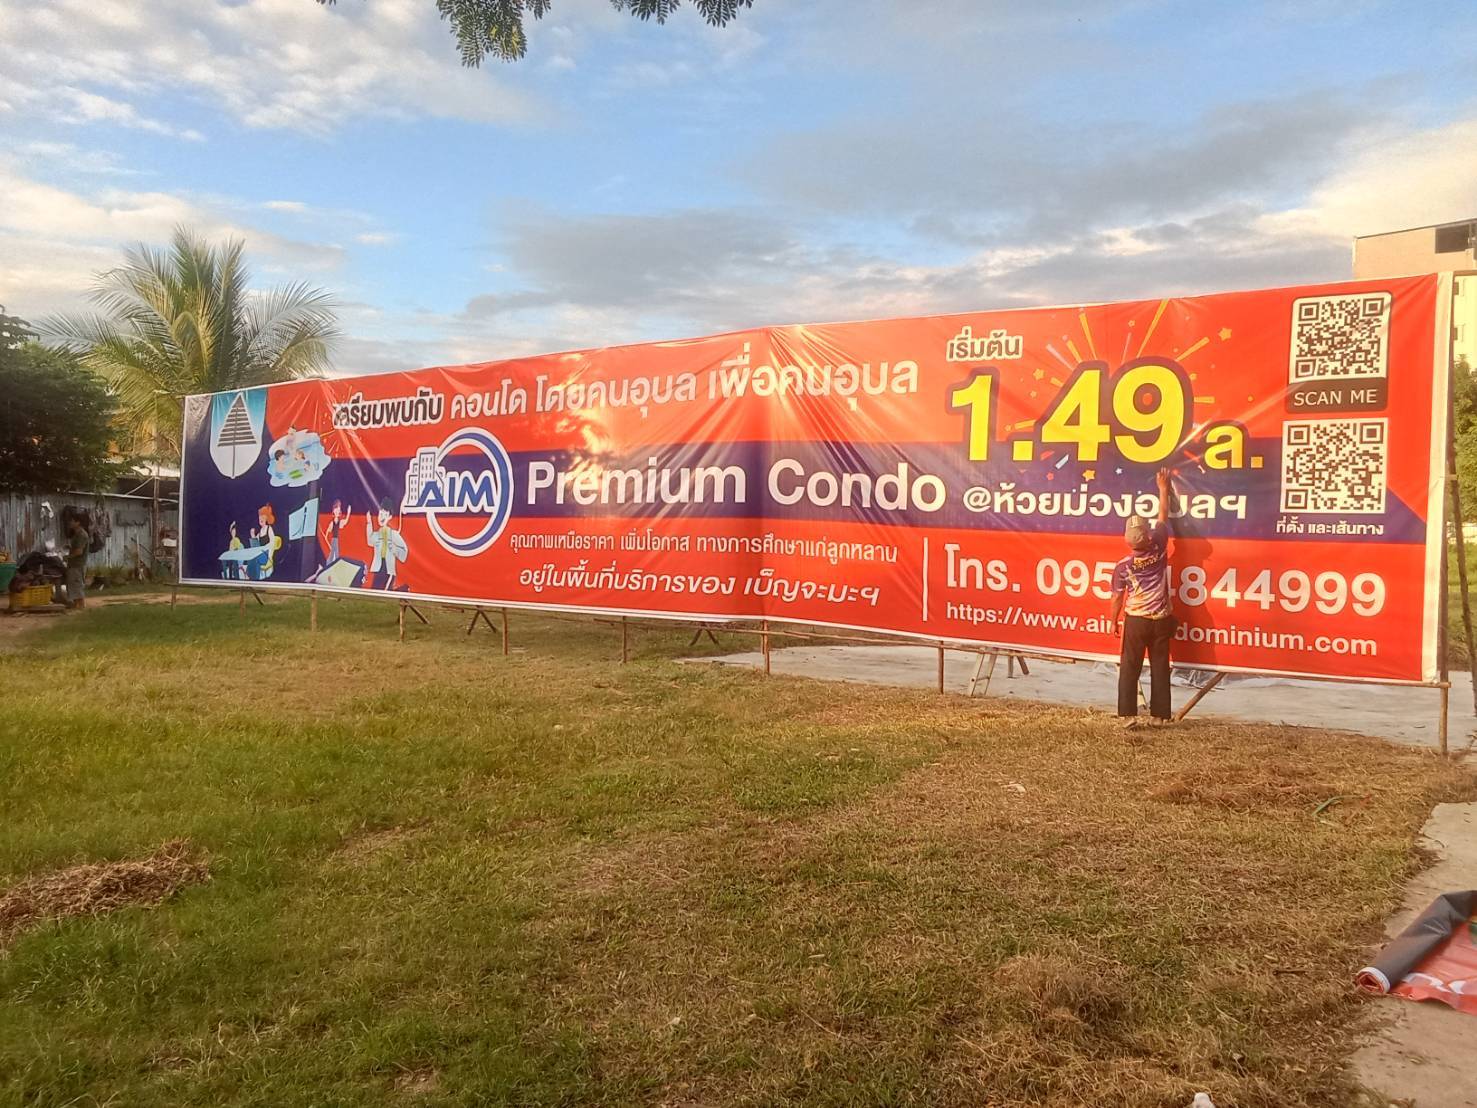 เตรียมพบกับ คอนโด โดยคนอุบล เพื่อคนอุบล
AIM Premium Condo @ห้วยม่วงอุบลฯ
คุณภาพเหนือราคา เพิ่มโอกาส ทางการศึกษาแก่ลูกหลาน
อยู่ในพื้นที่บริการของ เบ็ญจะมะฯ
เริ่มต้น
1.49 ล.
โทร. 095 4844999
https://www.ai dominium.com
SCAN ME
ที่ตั้ง และเส้นทาง